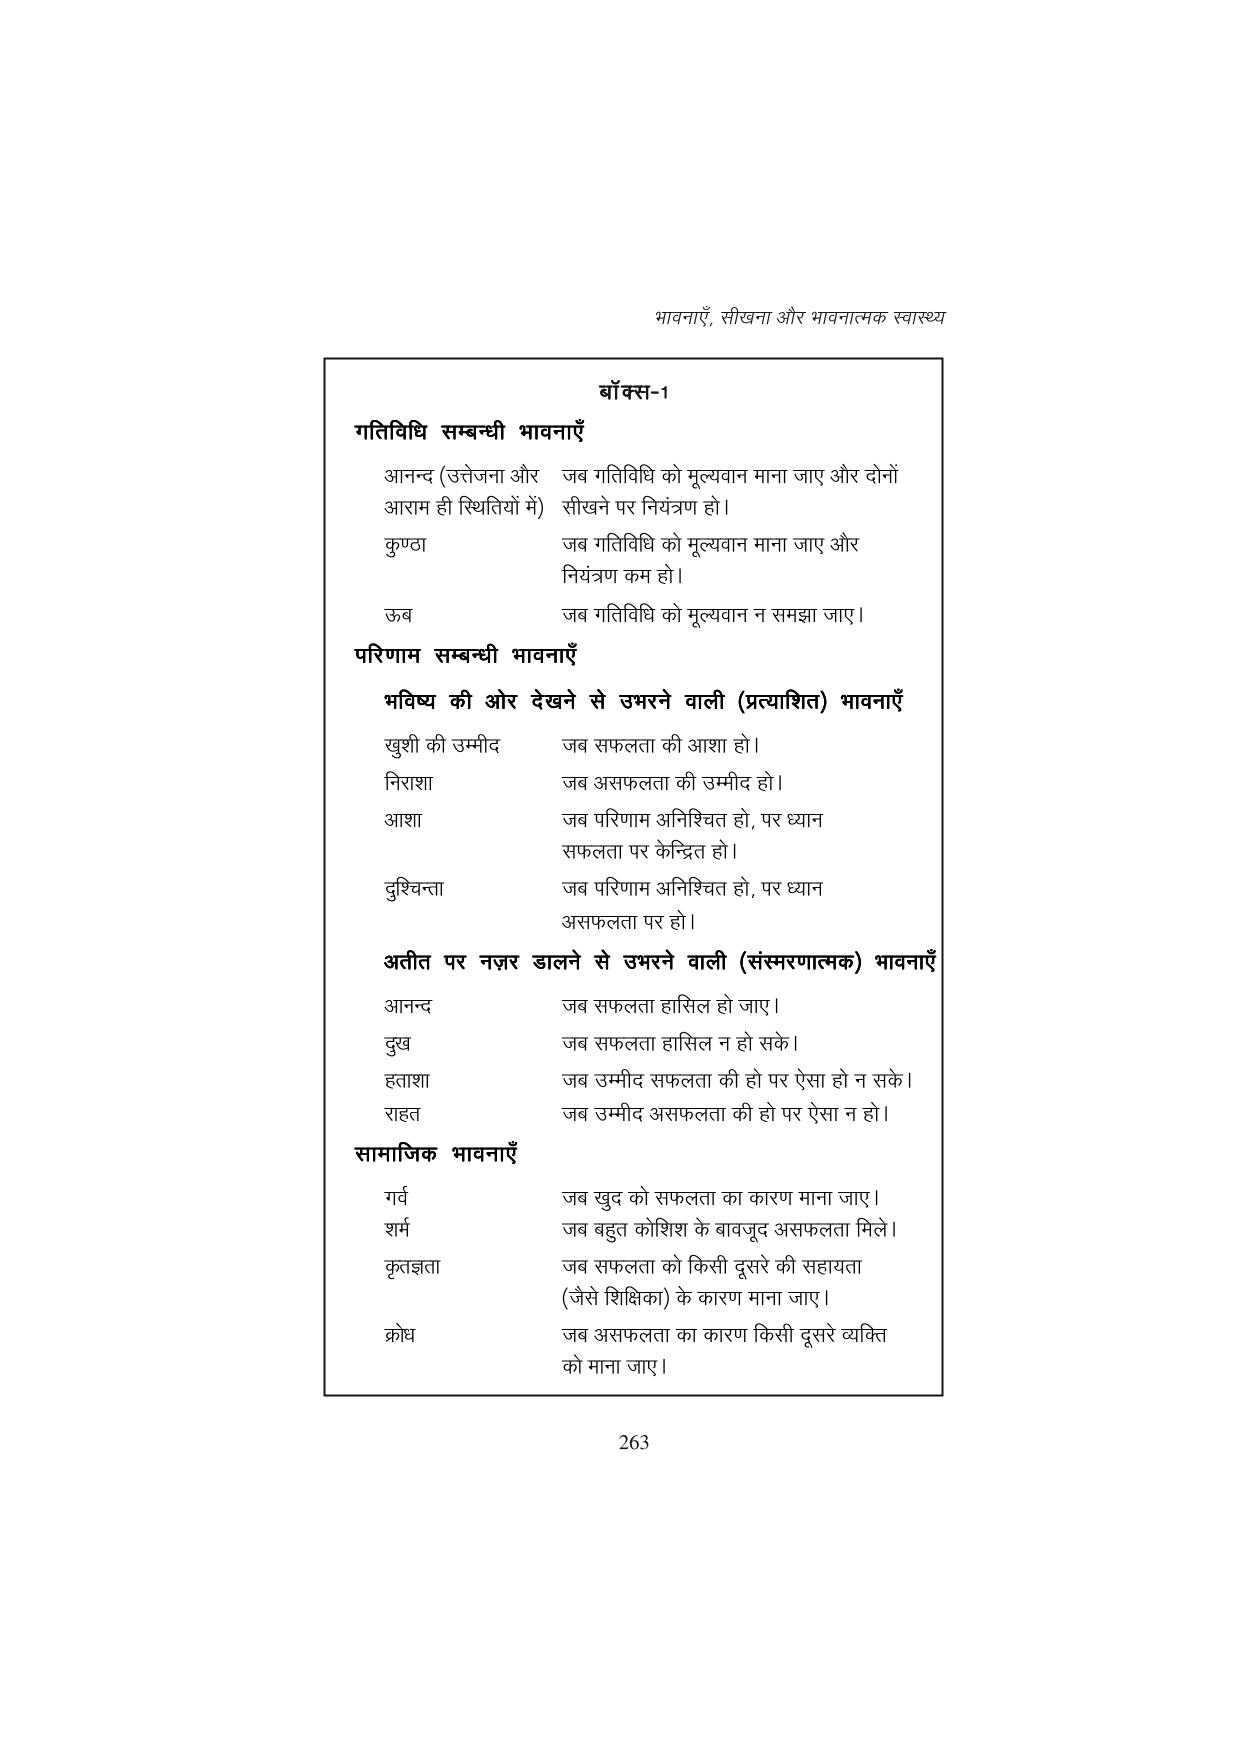 भावनाएँ, सीखना और भावनात्मक स्वास्थ्य
बॉक्स-1
गतिविधि सम्बन्धी भावनाएँ
आनन्द (उत्तेजना और जब गतिविधि को मूल्यवान माना जाए और दोनों
आराम ही स्थितियों में) सीखने पर नियंत्रण हो।
कुण्ठा जब गतिविधि को मूल्यवान माना जाए और
नियंत्रण कम हो।
ऊब जब गतिविधि को मूल्यवान न समझा जाए।
परिणाम सम्बन्धी भावनाएँ
भविष्य की ओर देखने से उभरने वाली (प्रत्याशित) भावनाएँ
खुशी की उम्मीद जब सफलता की आशा हो।
निराशा जब असफलता की उम्मीद हो।
आशा जब परिणाम अनिश्चित हो, पर ध्यान
सफलता पर केन्द्रित हो।
दुश्चिन्ता जब परिणाम अनिश्चित हो, पर ध्यान
असफलता पर हो।
अतीत पर नज़र डालने से उभरने वाली (संस्मरणात्मक) भावनाएँ
आनन्द जब सफलता हासिल हो जाए।
दुख जब सफलता हासिल न हो सके।
हताशा जब उम्मीद सफलता की हो पर ऐसा हो न सके।
राहत जब उम्मीद असफलता की हो पर ऐसा न हो।
सामाजिक भावनाएँ
गर्व जब खुद को सफलता का कारण माना जाए।
शर्म जब बहुत कोशिश के बावजूद असफलता मिले।
कृतज्ञता जब सफलता को किसी दूसरे की सहायता
(जैसे शिक्षिका) के कारण माना जाए।
क्रोध जब असफलता का कारण किसी दूसरे व्यक्ति
को माना जाए।
263